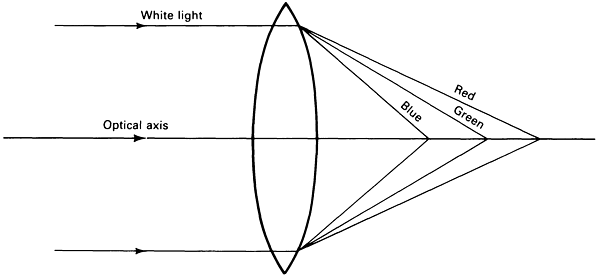 White light
Red
Blue
Green
Optical axis